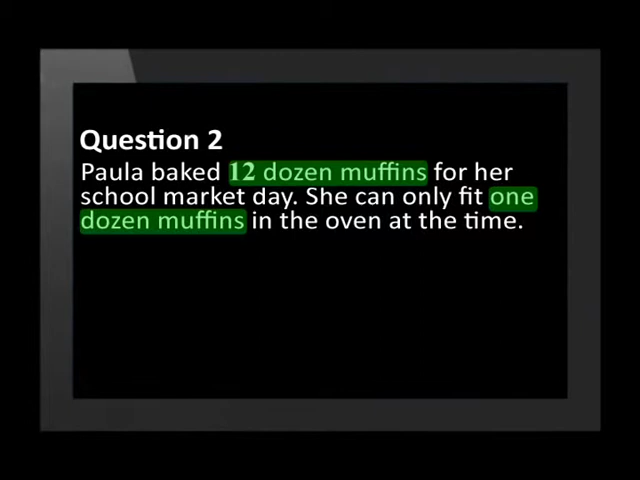 Question 2
Paula baked 12 dozen muffins for her
school market day. She can only fit one
dozen muffins in the oven at the time.